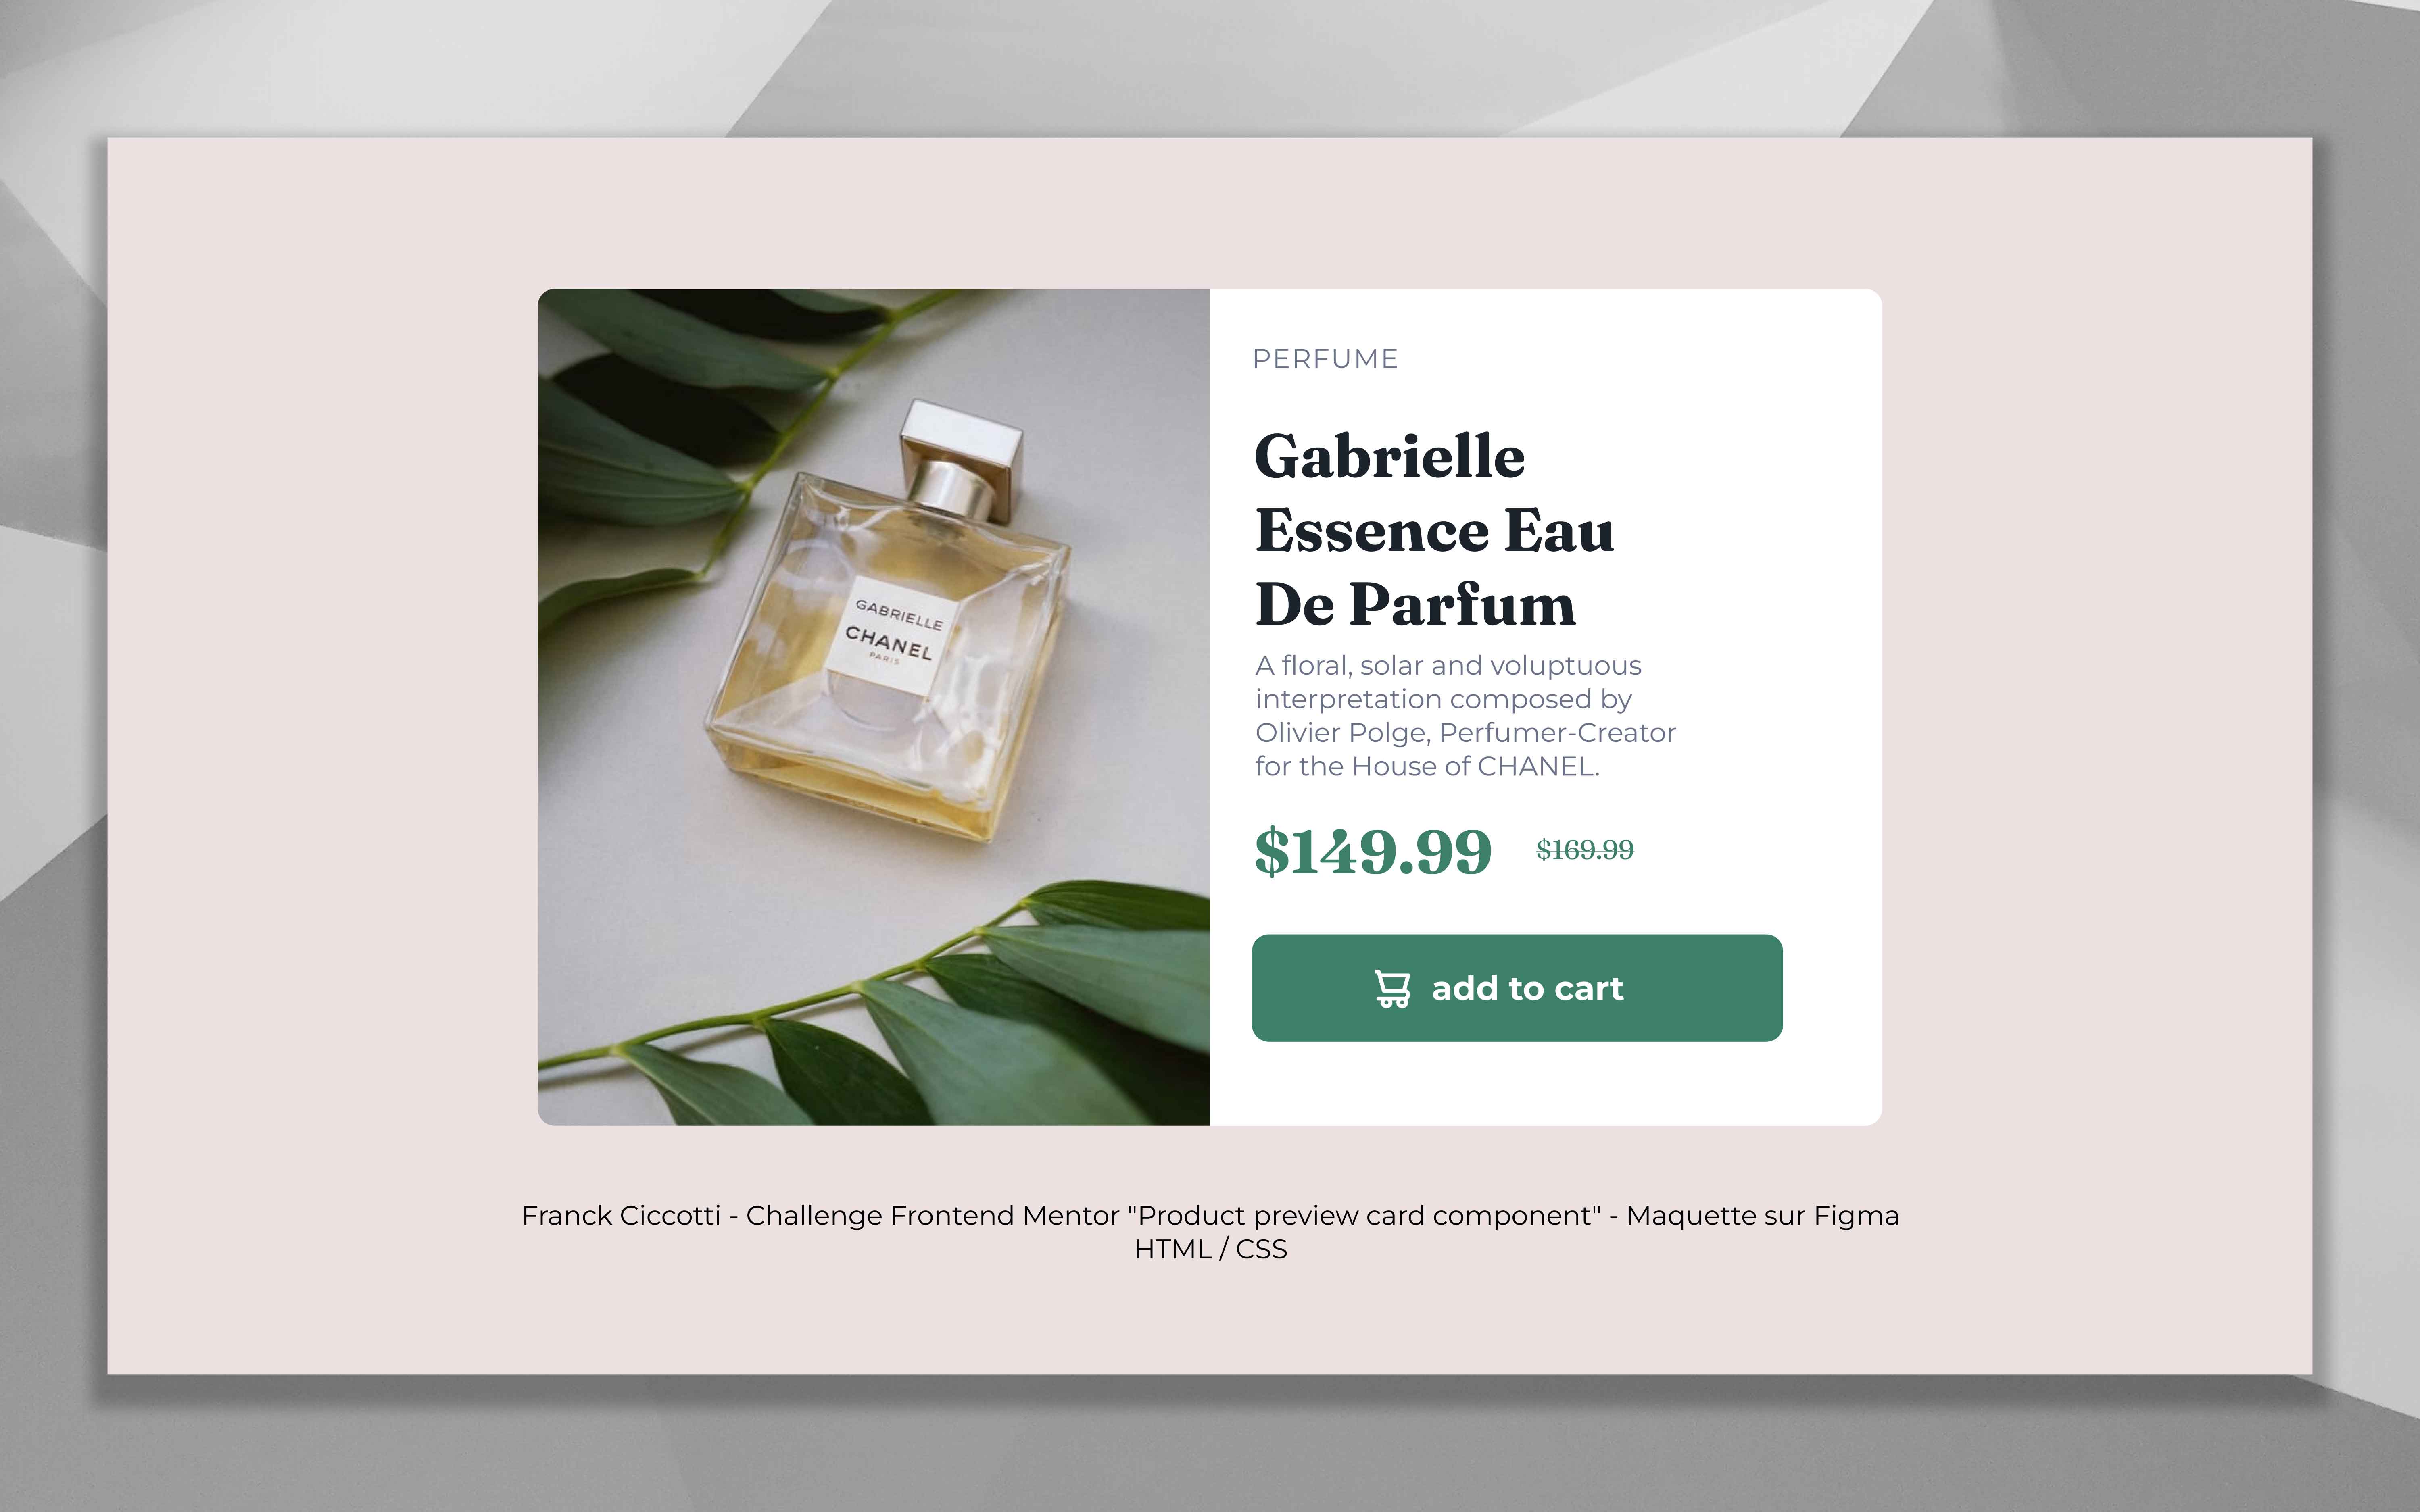 GABRIELLE
CHANEL
PARIS
PERFUME
Gabrielle
Essence Eau
De Parfum
A floral, solar and voluptuous
interpretation composed by
Olivier Polge, Perfumer-Creator
for the House of CHANEL.
$149.99 $169.99
add to cart
Franck Ciccotti - Challenge Frontend Mentor "Product preview card component" - Maquette sur Figma
HTML / CSS